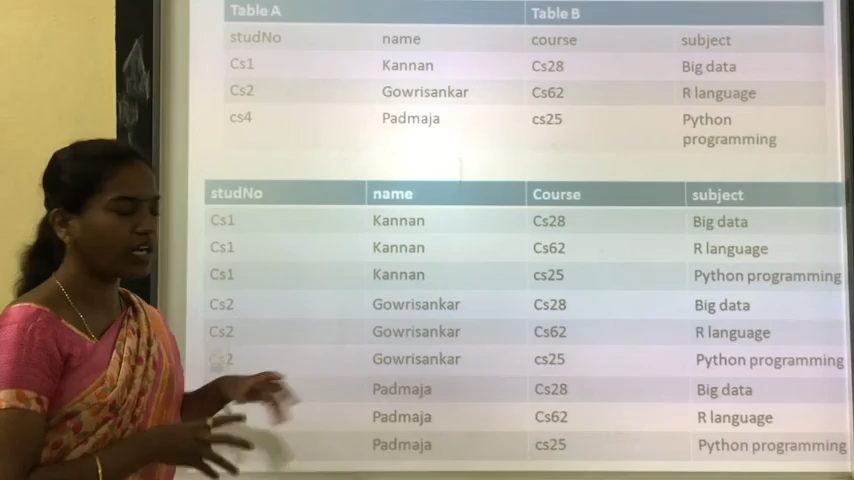 Table A Table B
studNo name course subject
Cs1 Kannan Cs28 Big data
Cs2 Gowrisankar Cs62 R language
cs4 Padmaja cs25 Python
programming
studNo name Course subject
Cs1 Kannan Cs28 Big data
Cs1 Kannan Cs62 R language
Cs1 Kannan cs25 Python programming
Cs2 Gowrisankar Cs28 Big data
Cs2 Gowrisankar Cs62 R language
Cs2 Gowrisankar cs25 Python programming
Padmaja Cs28 Big data
Padmaja Cs62 R language
Padmaja cs25 Python programming